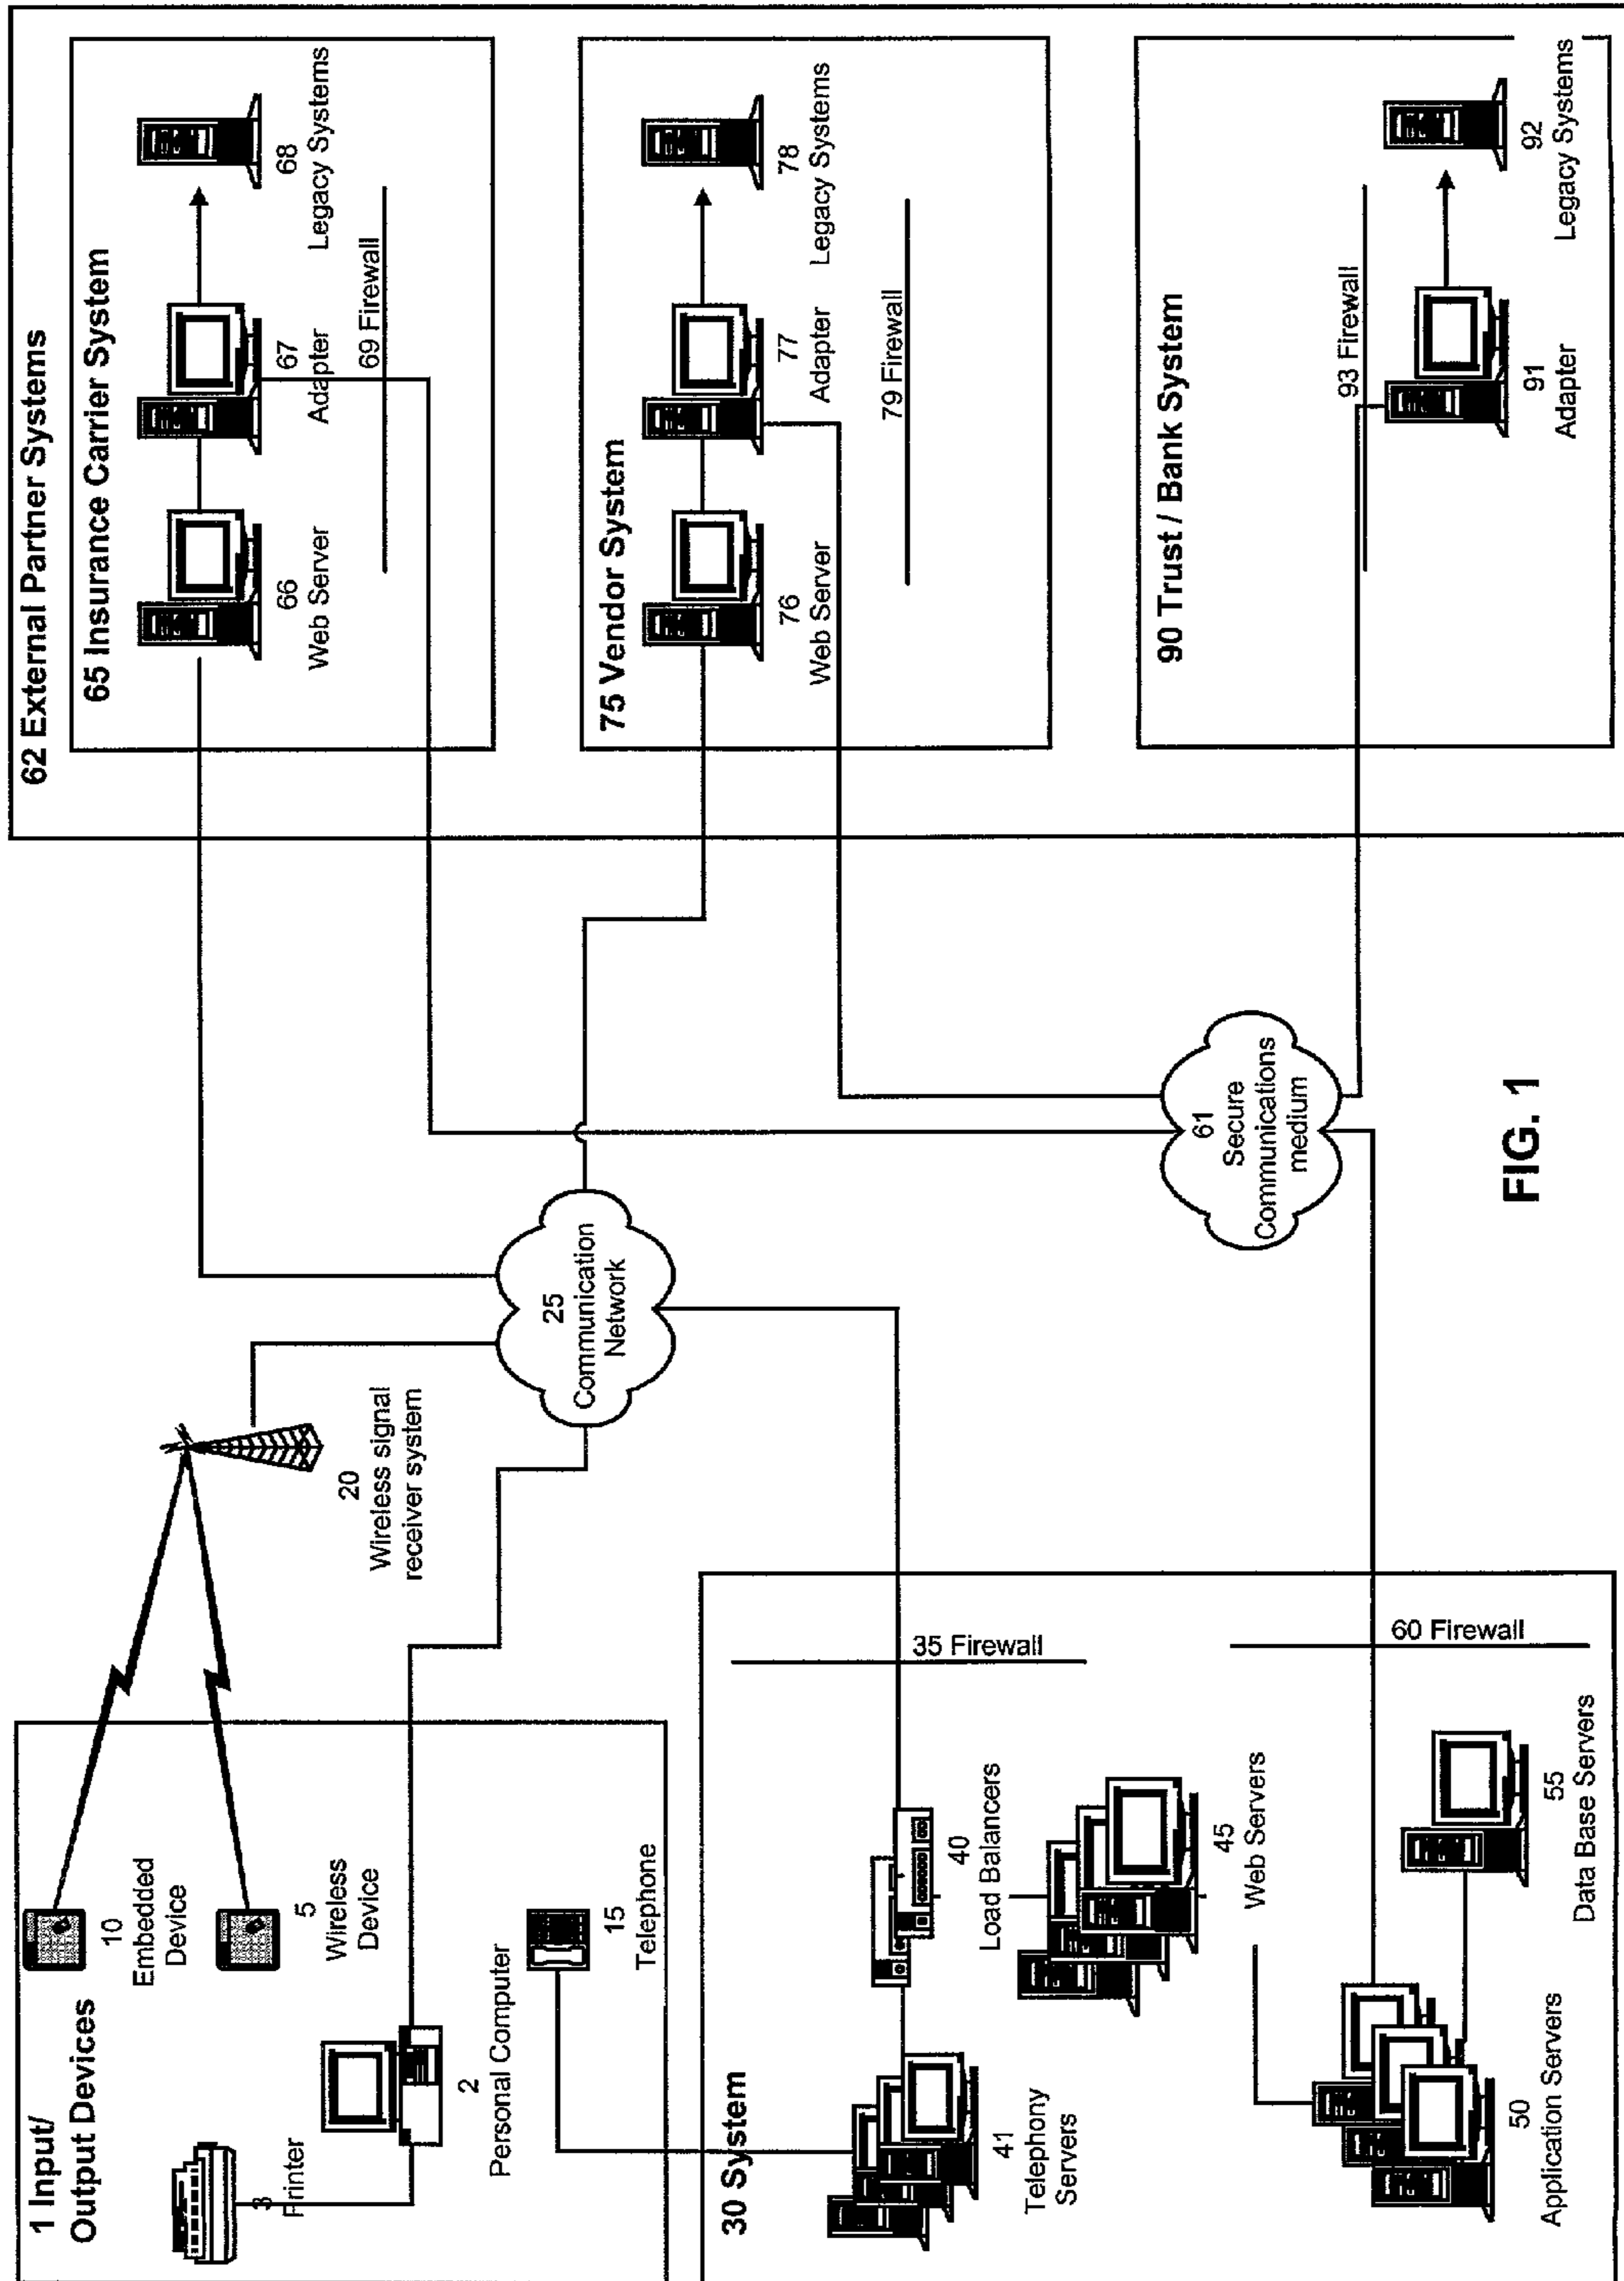 1 Input/
Output Devices
10
Embedded
Device
5
Wireless
Device
3
Printer
2
Personal Computer
15
Telephone
20
Wireless signal
receiver system
25
Communication
Network
30 System
35 Firewall
40
Load Balancers
41
Telephony
Servers
45
Web Servers
50
Application Servers
55
Data Base Servers
60 Firewall
61
Secure
Communications
medium
62 External Partner Systems
65 Insurance Carrier System
66
Web Server
67
Adapter
68
Legacy Systems
69 Firewall
75 Vendor System
76
Web Server
77
Adapter
78
Legacy Systems
79 Firewall
90 Trust / Bank System
93 Firewall
91
Adapter
92
Legacy Systems
FIG. 1